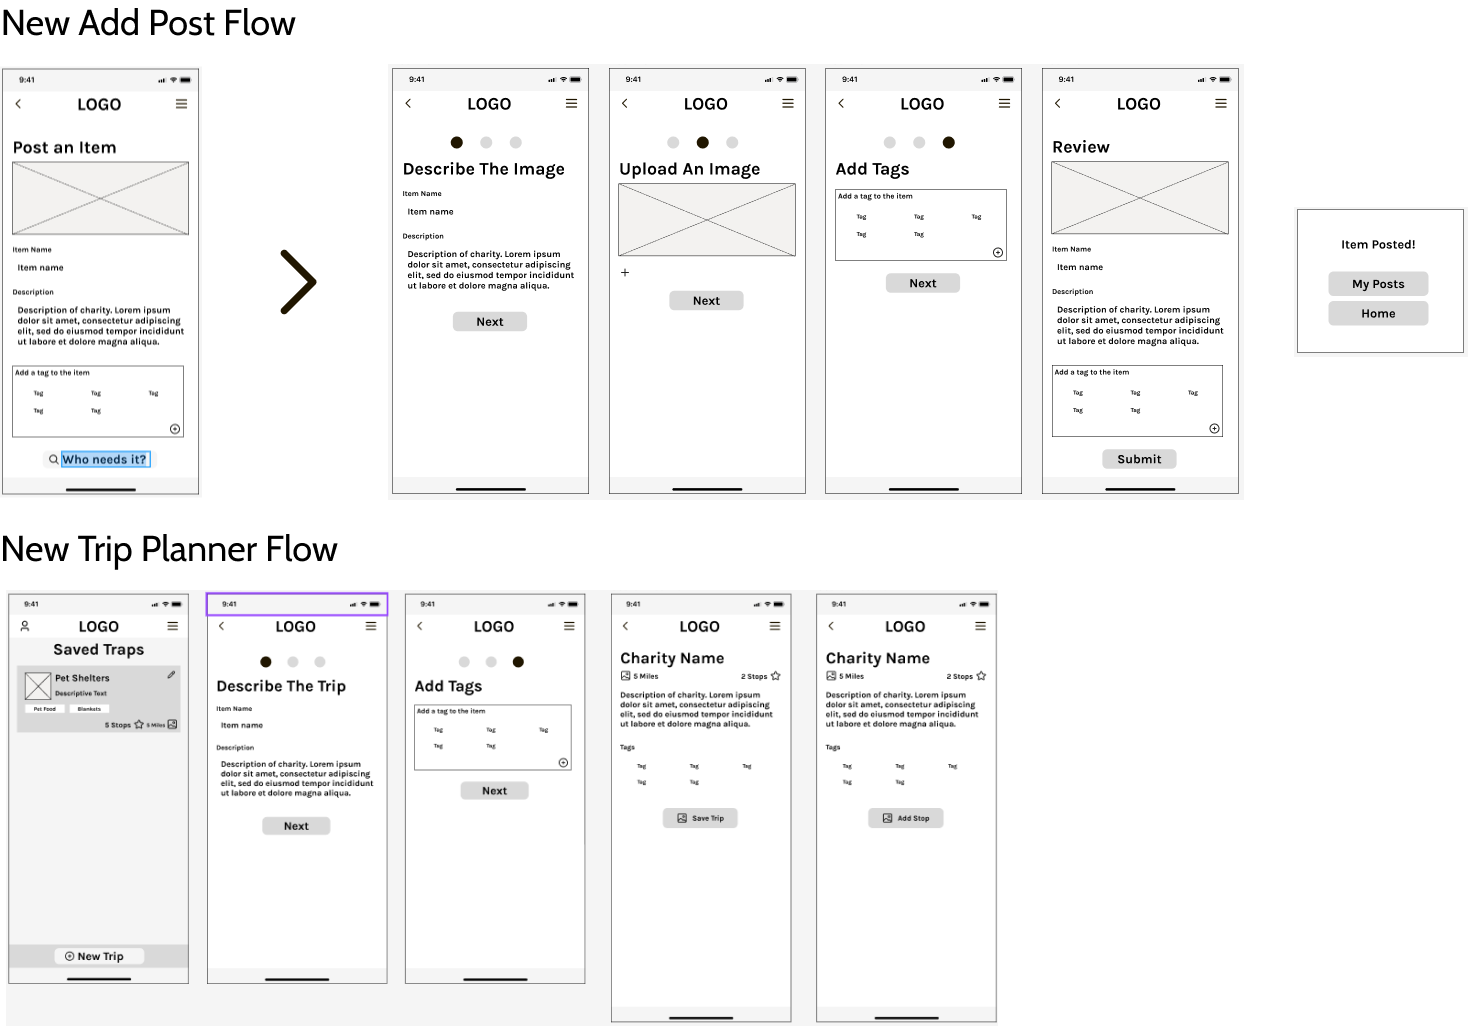 New Add Post Flow
9:41
LOGO
Post an Item
Item Name
Item name
Description
Description of charity. Lorem ipsum
dolor sit amet, consectetur adipiscing
elit, sed do eiusmod tempor incididunt
ut labore et dolore magna aliqua.
Add a tag to the item
Tag Tag Tag
Tag Tag
Who needs it?
9:41
LOGO
Describe The Image
Item Name
Item name
Description
Description of charity. Lorem ipsum
dolor sit amet, consectetur adipiscing
elit, sed do eiusmod tempor incididunt
ut labore et dolore magna aliqua.
Next
9:41
LOGO
Upload An Image
Next
9:41
LOGO
Add Tags
Add a tag to the item
Tag Tag Tag
Tag Tag
Next
9:41
LOGO
Review
Item Name
Item name
Description
Description of charity. Lorem ipsum
dolor sit amet, consectetur adipiscing
elit, sed do eiusmod tempor incididunt
ut labore et dolore magna aliqua.
Add a tag to the item
Tag Tag Tag
Tag Tag
Submit
Item Posted!
My Posts
Home
New Trip Planner Flow
9:41
LOGO
Saved Traps
Pet Shelters
Descriptive Text
Pet Food Blankets
5 Stops 5 Miles
New Trip
9:41
LOGO
Describe The Trip
Item Name
Item name
Description
Description of charity. Lorem ipsum
dolor sit amet, consectetur adipiscing
elit, sed do eiusmod tempor incididunt
ut labore et dolore magna aliqua.
Next
9:41
LOGO
Add Tags
Add a tag to the item
Tag Tag Tag
Tag Tag
Next
9:41
LOGO
Charity Name
5 Miles 2 Stops
Description of charity. Lorem ipsum
dolor sit amet, consectetur adipiscing
elit, sed do eiusmod tempor incididunt
ut labore et dolore magna aliqua.
Tags
Tag Tag Tag
Tag Tag
Save Trip
9:41
LOGO
Charity Name
5 Miles 2 Stops
Description of charity. Lorem ipsum
dolor sit amet, consectetur adipiscing
elit, sed do eiusmod tempor incididunt
ut labore et dolore magna aliqua.
Tags
Tag Tag Tag
Tag Tag
Add Stop